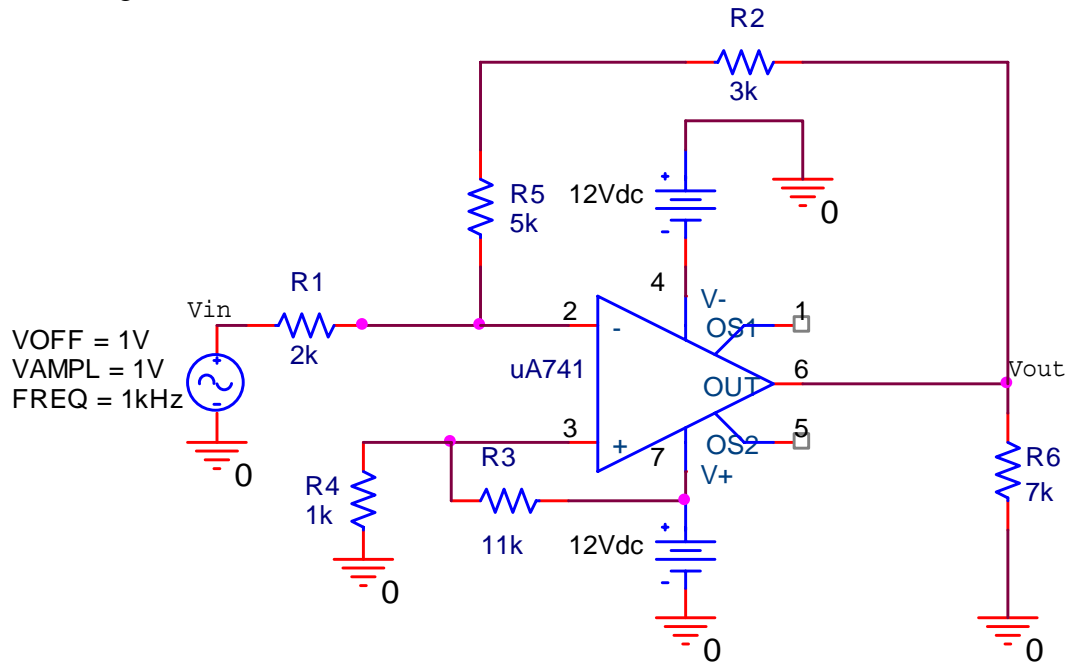 R2
3k
12Vdc
+
-
0
R5
5k
R1
2k
Vin
VOFF = 1V
VAMPL = 1V
FREQ = 1kHz
+
-
0
4
V-
2
-
OS1
1
uA741
OUT
6
Vout
3
+
7
OS2
5
V+
R3
11k
R4
1k
0
12Vdc
+
-
0
R6
7k
0